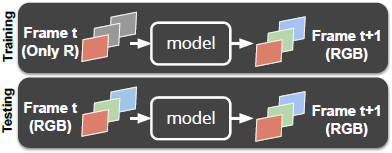 Training
Frame t
(Only R)
model
Frame t+1
(RGB)
Testing
Frame t
(RGB)
model
Frame t+1
(RGB)